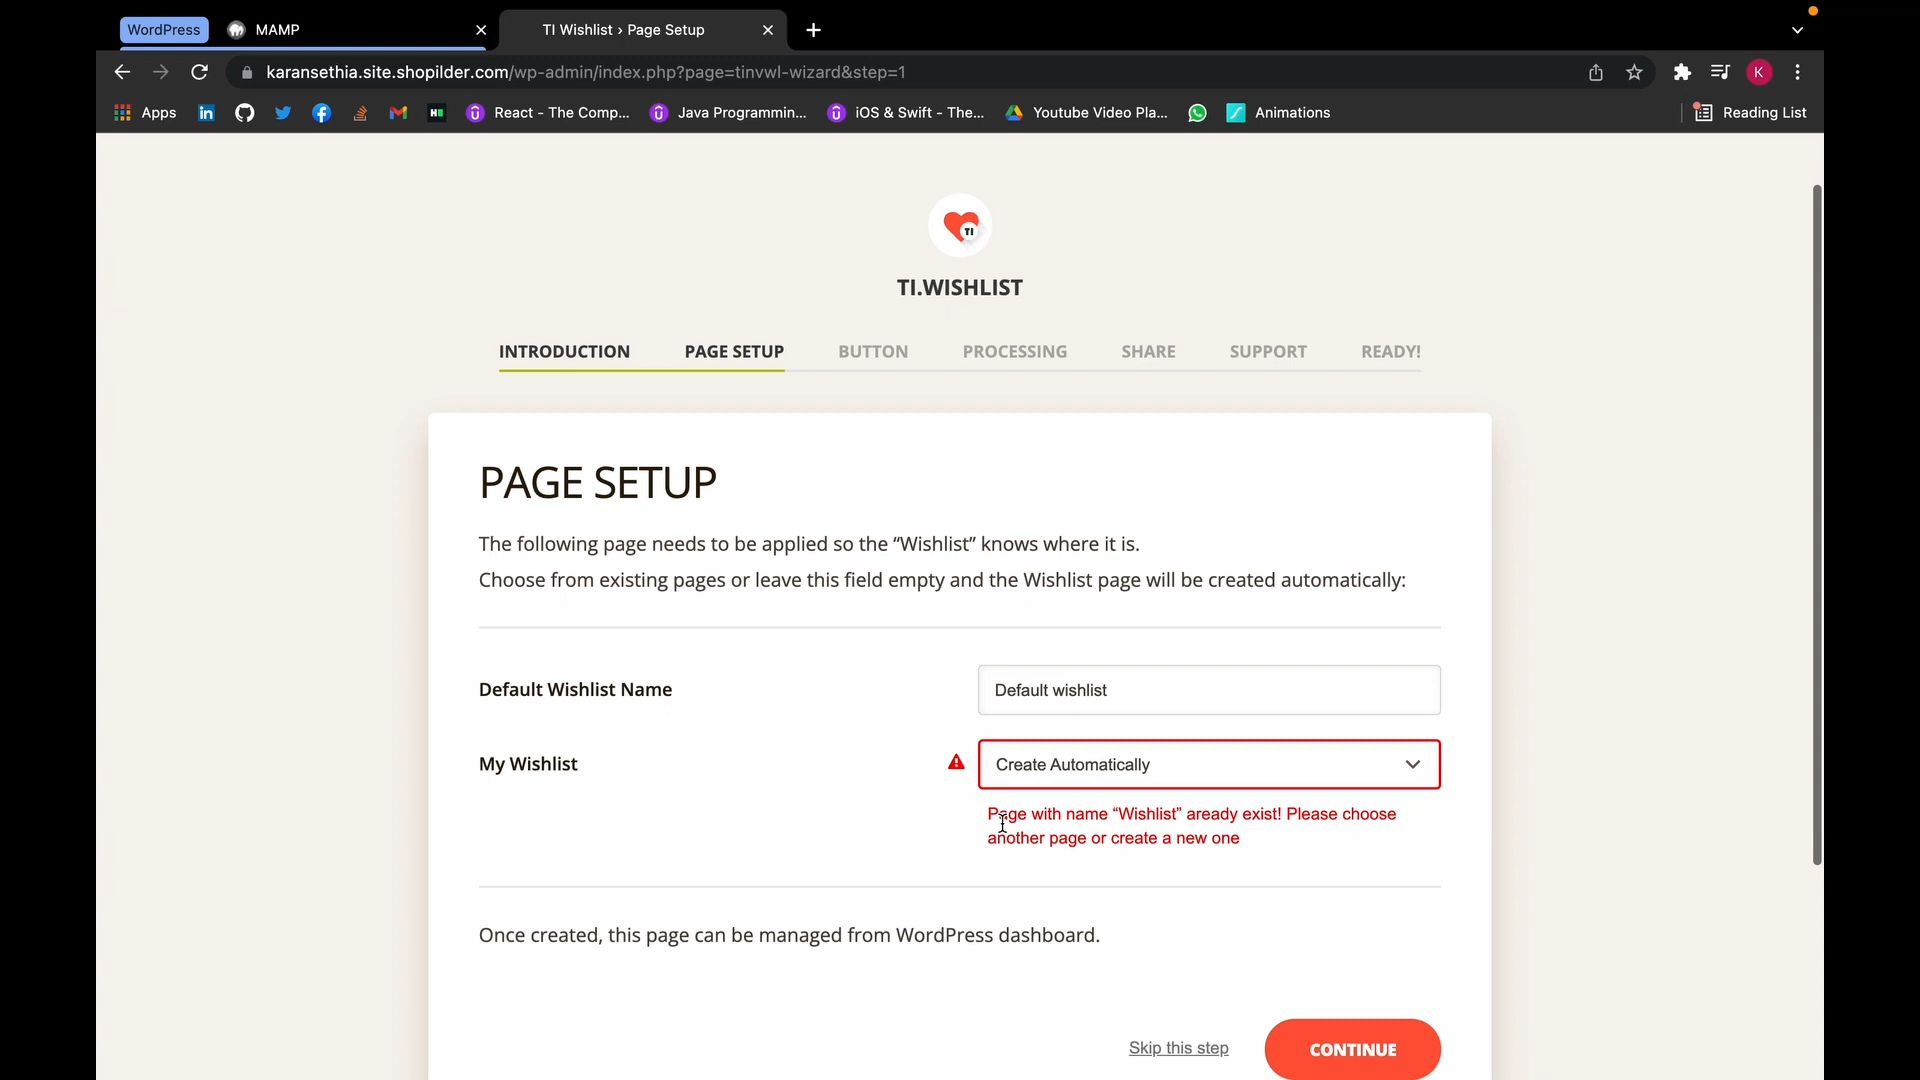 WordPress
MAMP
TI Wishlist › Page Setup
karansethia.site.shopilder.com/wp-admin/index.php?page=tinvwl-wizard&step=1
K
Apps
React - The Comp...
Java Programmin...
iOS & Swift - The...
Youtube Video Pla...
Animations
Reading List
TI
TI.WISHLIST
INTRODUCTION
PAGE SETUP
BUTTON
PROCESSING
SHARE
SUPPORT
READY!
PAGE SETUP
The following page needs to be applied so the “Wishlist” knows where it is.
Choose from existing pages or leave this field empty and the Wishlist page will be created automatically:
Default Wishlist Name
Default wishlist
My Wishlist
Create Automatically
Page with name “Wishlist” aready exist! Please choose
another page or create a new one
Once created, this page can be managed from WordPress dashboard.
Skip this step
CONTINUE